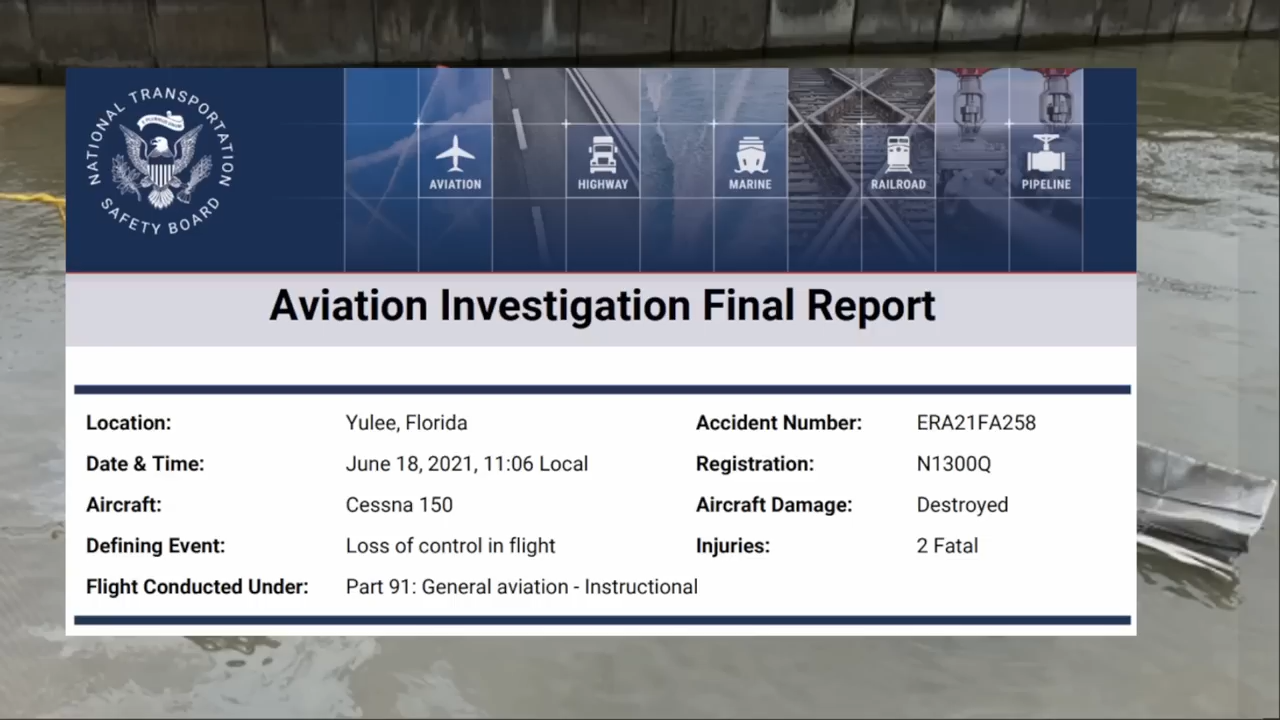 NATIONAL TRANSPORTATION
SAFETY BOARD
AVIATION
HIGHWAY
MARINE
RAILROAD
PIPELINE
Aviation Investigation Final Report
Location: Yulee, Florida Accident Number: ERA21FA258
Date & Time: June 18, 2021, 11:06 Local Registration: N1300Q
Aircraft: Cessna 150 Aircraft Damage: Destroyed
Defining Event: Loss of control in flight Injuries: 2 Fatal
Flight Conducted Under: Part 91: General aviation - Instructional